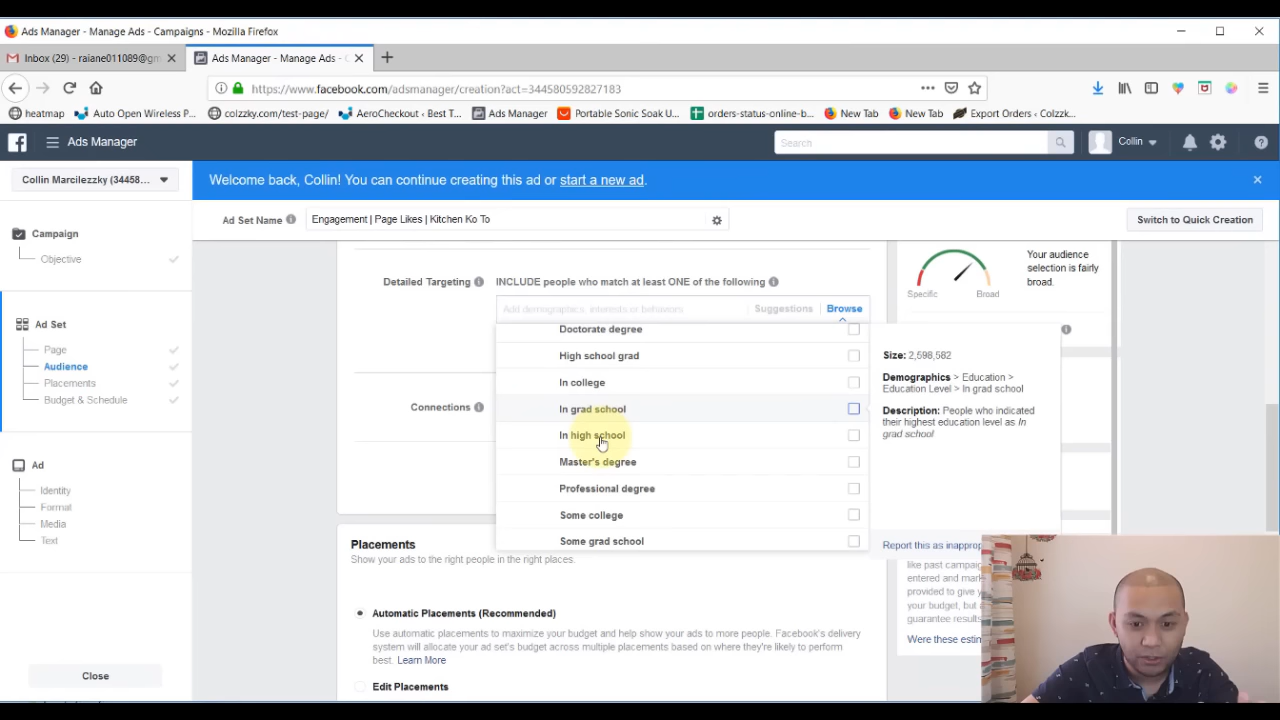 Ads Manager - Manage Ads - Campaigns - Mozilla Firefox
Inbox (29) - raiane011089@gm
Ads Manager - Manage Ads - C
https://www.facebook.com/adsmanager/creation?act=344580592827183
heatmap
Auto Open Wireless P...
colzzky.com/test-page/
AeroCheckout ‹ Best T...
Ads Manager
Portable Sonic Soak U...
orders-status-online-b...
New Tab
New Tab
Export Orders ‹ Colzzk...
Ads Manager
Search
Collin
Collin Marcilezzky (34458...
Welcome back, Collin! You can continue creating this ad or start a new ad.
Ad Set Name
Engagement | Page Likes | Kitchen Ko To
Switch to Quick Creation
Campaign
Objective
Ad Set
Page
Audience
Placements
Budget & Schedule
Ad
Identity
Format
Media
Text
Close
Detailed Targeting
INCLUDE people who match at least ONE of the following
Add demographics, interests or behaviors
Suggestions
Browse
Doctorate degree
High school grad
In college
In grad school
In high school
Master's degree
Professional degree
Some college
Some grad school
Connections
Size: 2,598,582
Demographics > Education >
Education Level > In grad school
Description: People who indicated
their highest education level as In
grad school
Report this as inapprop
Specific
Broad
Your audience
selection is fairly
broad.
Placements
Show your ads to the right people in the right places:
Automatic Placements (Recommended)
Use automatic placements to maximize your budget and help show your ads to more people. Facebook's delivery
system will allocate your ad set's budget across multiple placements based on where they're likely to perform
best. Learn More
Edit Placements
like past campaig
entered and mark
provided to give y
your budget, but a
guarantee results
Were these estim